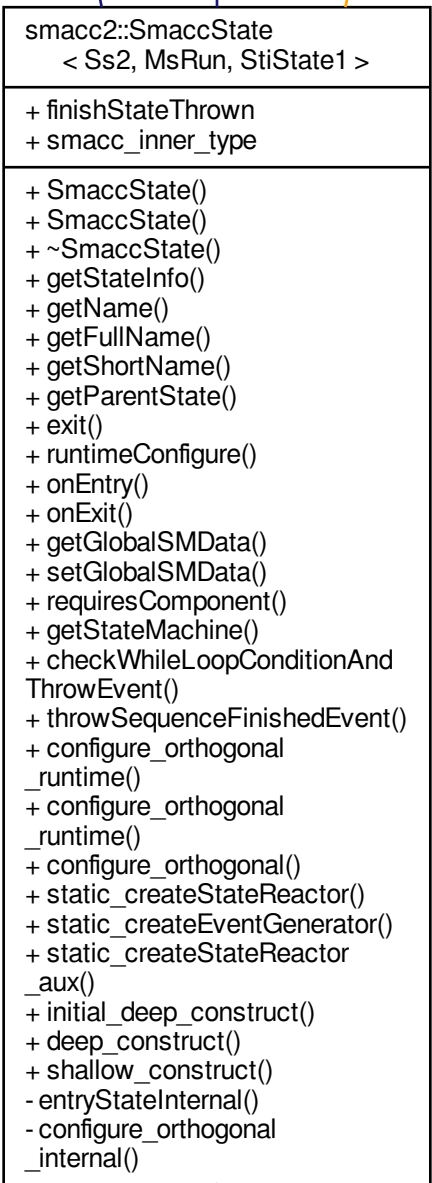 smacc2::SmaccState
< Ss2, MsRun, StiState1 >
+ finishStateThrown
+ smacc_inner_type
+ SmaccState()
+ SmaccState()
+ ~SmaccState()
+ getStateInfo()
+ getName()
+ getFullName()
+ getShortName()
+ getParentState()
+ exit()
+ runtimeConfigure()
+ onEntry()
+ onExit()
+ getGlobalSMData()
+ setGlobalSMData()
+ requiresComponent()
+ getStateMachine()
+ checkWhileLoopConditionAnd
ThrowEvent()
+ throwSequenceFinishedEvent()
+ configure_orthogonal
_runtime()
+ configure_orthogonal
_runtime()
+ configure_orthogonal()
+ static_createStateReactor()
+ static_createEventGenerator()
+ static_createStateReactor
_aux()
+ initial_deep_construct()
+ deep_construct()
+ shallow_construct()
- entryStateInternal()
- configure_orthogonal
_internal()